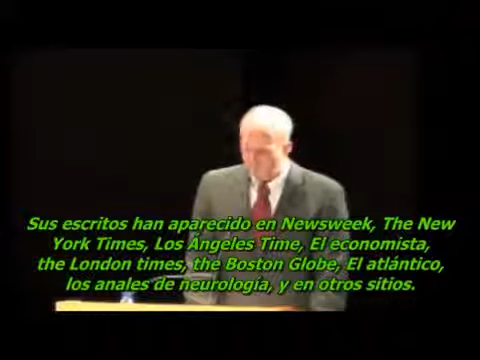 Sus escritos han aparecido en Newsweek, The New
York Times, Los Ángeles Time, El economista,
the London times, the Boston Globe, El atlántico,
los anales de neurología, y en otros sitios.